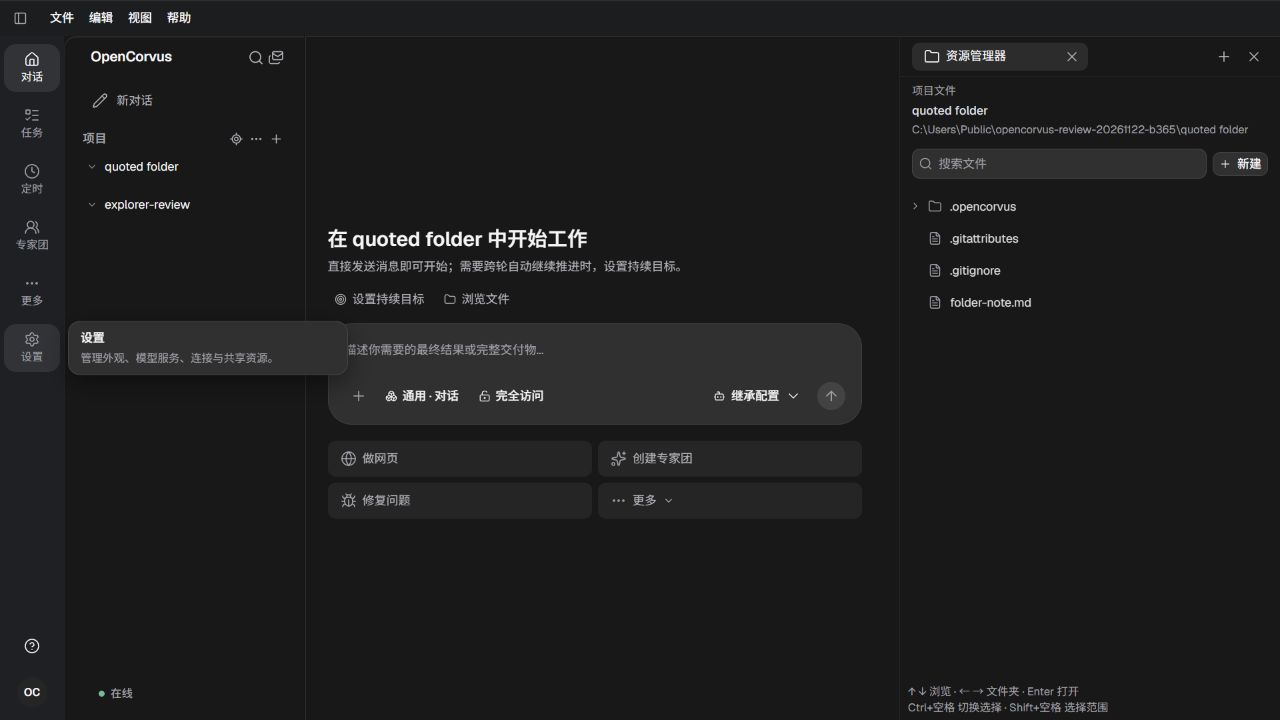 文件 编辑 视图 帮助
对话
任务
定时
专家团
更多
设置
OC
OpenCorvus
新对话
项目
quoted folder
explorer-review
在线
设置
管理外观、模型服务、连接与共享资源。
在 quoted folder 中开始工作
直接发送消息即可开始；需要跨轮自动继续推进时，设置持续目标。
设置持续目标 浏览文件
描述你需要的最终结果或完整交付物...
通用 · 对话 完全访问 继承配置
做网页 创建专家团
修复问题 更多
资源管理器
项目文件
quoted folder
C:\Users\Public\opencorvus-review-20261122-b365\quoted folder
搜索文件 新建
.opencorvus
.gitattributes
.gitignore
folder-note.md
↑↓ 浏览 · ←→ 文件夹 · Enter 打开
Ctrl+空格 切换选择 · Shift+空格 选择范围